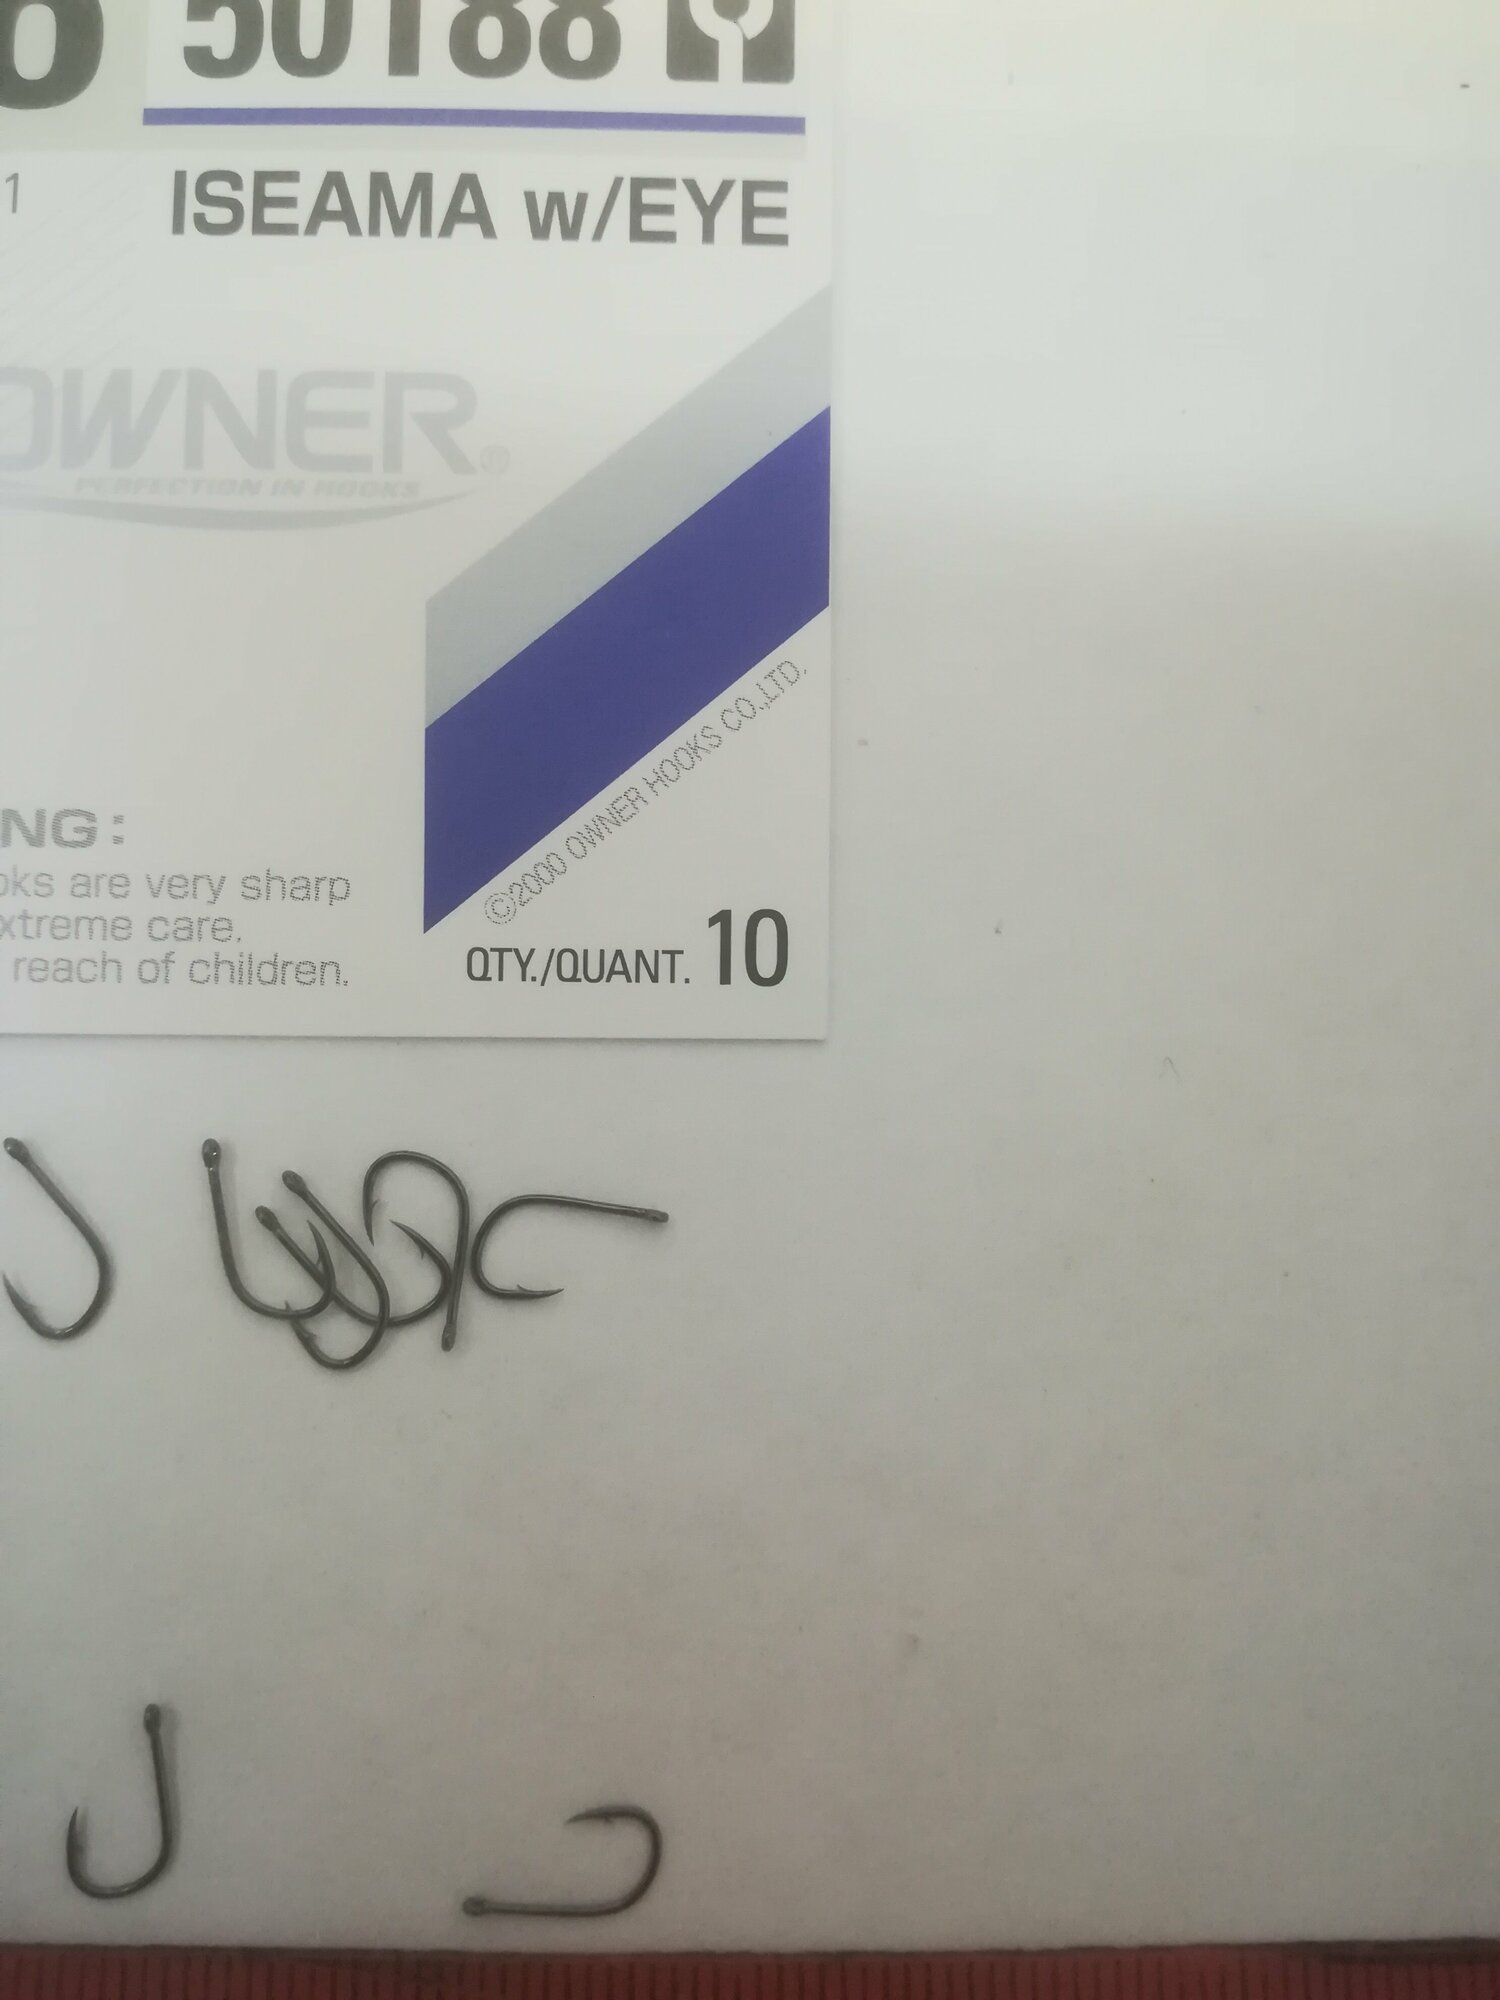 50188
1
ISEAMA w/EYE
OWNER®
PERFECTION IN HOOKS
©2000 OWNER HOOKS CO.,LTD.
NG:
oks are very sharp
xtreme care.
reach of children.
QTY./QUANT. 10